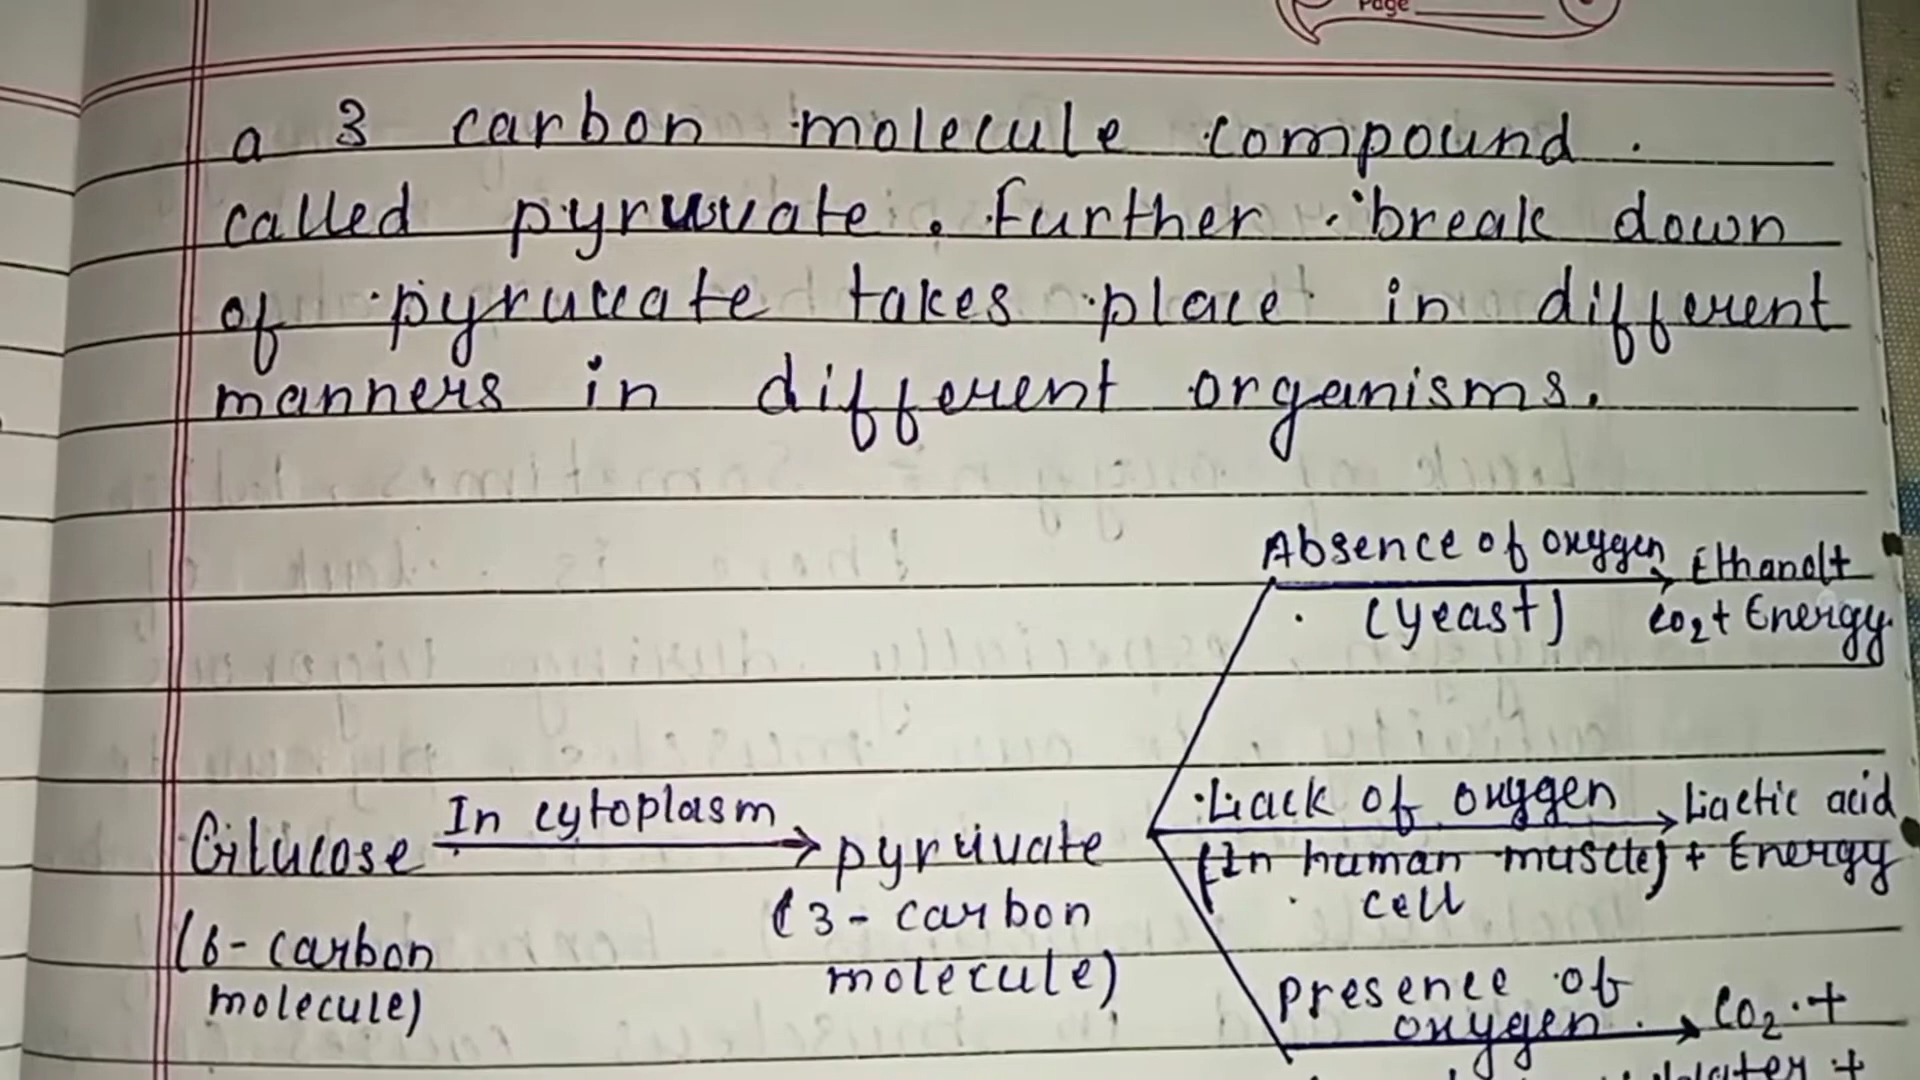 Page
a 3 carbon molecule compound.
called pyruvate. Further break down
of pyruvate takes place in different
manners in different organisms.
Absence of oxygen Ethanol+
(yeast) CO2+ Energy.
Lack of oxygen Lactic acid
Glucose In cytoplasm pyruvate (In human muscle) + Energy
cell
(6-carbon molecule)
(3-carbon molecule)
Presence of
oxygen CO2 +
Water +